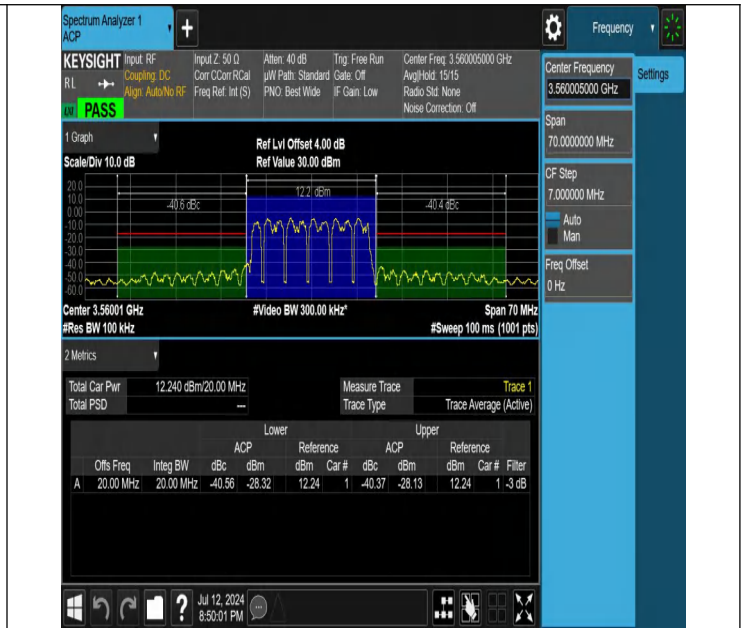 Spectrum Analyzer 1
ACP
Frequency
KEYSIGHT Input: RF Input Z: 50 Ω Atten: 40 dB Trig: Free Run Center Freq: 3.560005000 GHz
RL Coupling: DC Corr CCorr RCal µW Path: Standard Gate: Off Avg|Hold: 15/15
Align: Auto/No RF Freq Ref: Int (S) PNO: Best Wide IF Gain: Low Radio Std: None
PASS Noise Correction: Off
Center Frequency
3.560005000 GHz
Settings
Span
70.0000000 MHz
CF Step
7.000000 MHz
Auto
Man
Freq Offset
0 Hz
1 Graph
Ref Lvl Offset 4.00 dB
Scale/Div 10.0 dB Ref Value 30.00 dBm
20.0
10.0
0.00
-10.0
-20.0
-30.0
-40.0
-50.0
-60.0
-40.6 dBc 12.2 dBm -40.4 dBc
Center 3.56001 GHz #Video BW 300.00 kHz* Span 70 MHz
#Res BW 100 kHz #Sweep 100 ms (1001 pts)
2 Metrics
Total Car Pwr 12.240 dBm/20.00 MHz Measure Trace Trace 1
Total PSD --- Trace Type Trace Average (Active)
Lower Upper
ACP Reference ACP Reference
Offs Freq Integ BW dBc dBm dBm Car # dBc dBm dBm Car # Filter
A 20.00 MHz 20.00 MHz -40.56 -28.32 12.24 1 -40.37 -28.13 12.24 1 -3 dB
Jul 12, 2024
8:50:01 PM